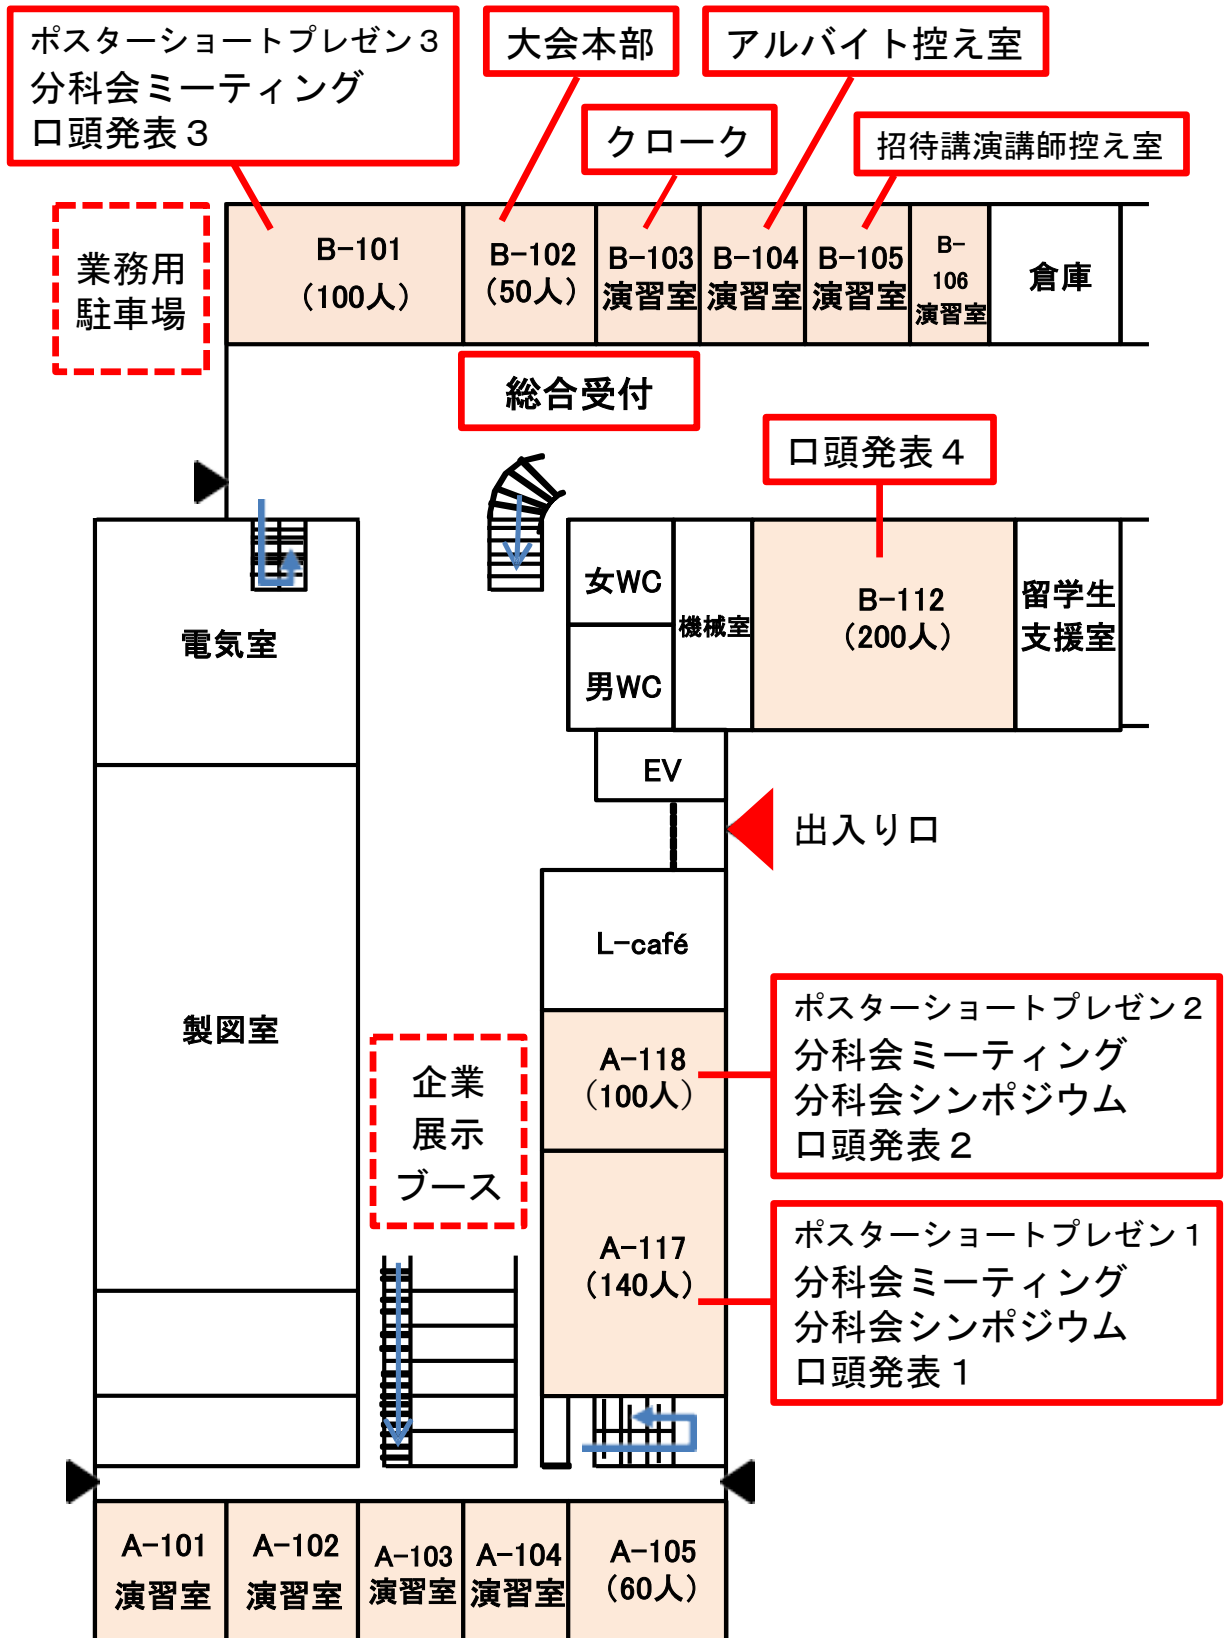 ポスターショートプレゼン３
分科会ミーティング
口頭発表３
大会本部
アルバイト控え室
クローク
招待講演講師控え室
業務用
駐車場
B-101
（100人）
B-102
（50人）
B-103
演習室
B-104
演習室
B-105
演習室
B-
106
演習室
倉庫
総合受付
口頭発表４
電気室
女WC
男WC
機械室
B-112
（200人）
留学生
支援室
EV
出入り口
L-café
製図室
企業
展示
ブース
A-118
（100人）
ポスターショートプレゼン２
分科会ミーティング
分科会シンポジウム
口頭発表２
A-117
（140人）
ポスターショートプレゼン１
分科会ミーティング
分科会シンポジウム
口頭発表１
A-101
演習室
A-102
演習室
A-103
演習室
A-104
演習室
A-105
（60人）